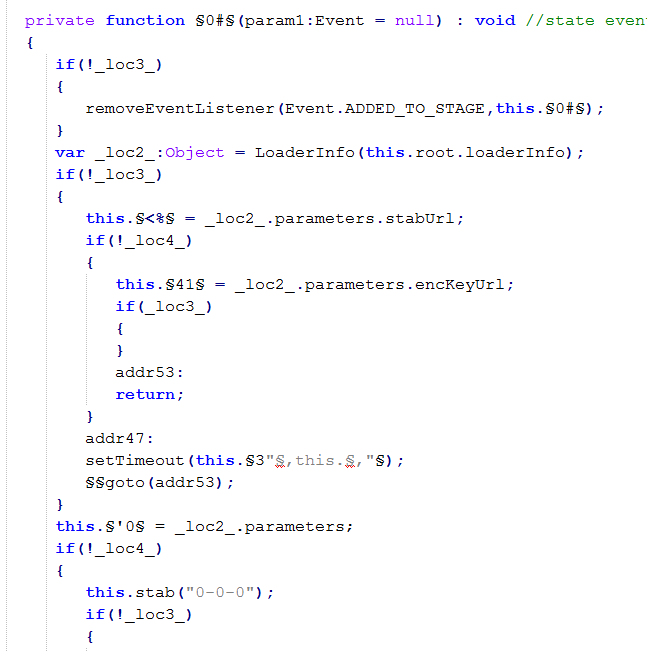 private function §0#§(param1:Event = null) : void //state even
{
if(!_loc3_)
{
removeEventListener(Event.ADDED_TO_STAGE,this.§0#§);
}
var _loc2_:Object = LoaderInfo(this.root.loaderInfo);
if(!_loc3_)
{
this.§<%§ = _loc2_.parameters.stabUrl;
if(!_loc4_)
{
this.§41§ = _loc2_.parameters.encKeyUrl;
if(_loc3_)
{
}
addr53:
return;
}
addr47:
setTimeout(this.§3"§,this.§,"§);
§§goto(addr53);
}
this.§'0§ = _loc2_.parameters;
if(!_loc4_)
{
this.stab("0-0-0");
if(!_loc3_)
{